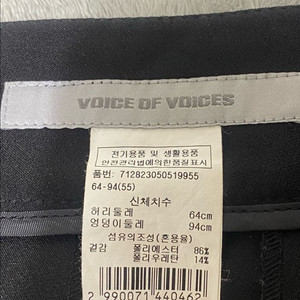 VOICE OF VOICES
전기용품 및 생활용품
안전관리법에의한품질표시
품번: 712823050519955
64-94(55)
신체치수
허리둘레 64cm
엉덩이둘레 94cm
섬유의조성(혼용율)
겉감 폴리에스터 86%
폴리우레탄 14%
2 990071 440462